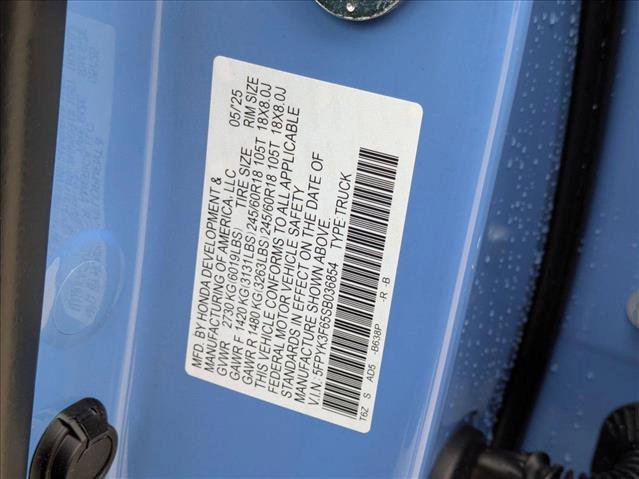 MFD. BY HONDA DEVELOPMENT &
MANUFACTURING OF AMERICA, LLC 05/'25
GVWR 2730 KG (6019LBS) TIRE SIZE RIM SIZE
GAWR F 1420 KG (3131LBS) 245/60R18 105T 18X8.0J
GAWR R 1480 KG (3263LBS) 245/60R18 105T 18X8.0J
THIS VEHICLE CONFORMS TO ALL APPLICABLE
FEDERAL MOTOR VEHICLE SAFETY
STANDARDS IN EFFECT ON THE DATE OF
MANUFACTURE SHOWN ABOVE.
V.I.N.: 5FPYK3F65SB036854 TYPE: TRUCK
T6Z S AD5 -B638P -R -B